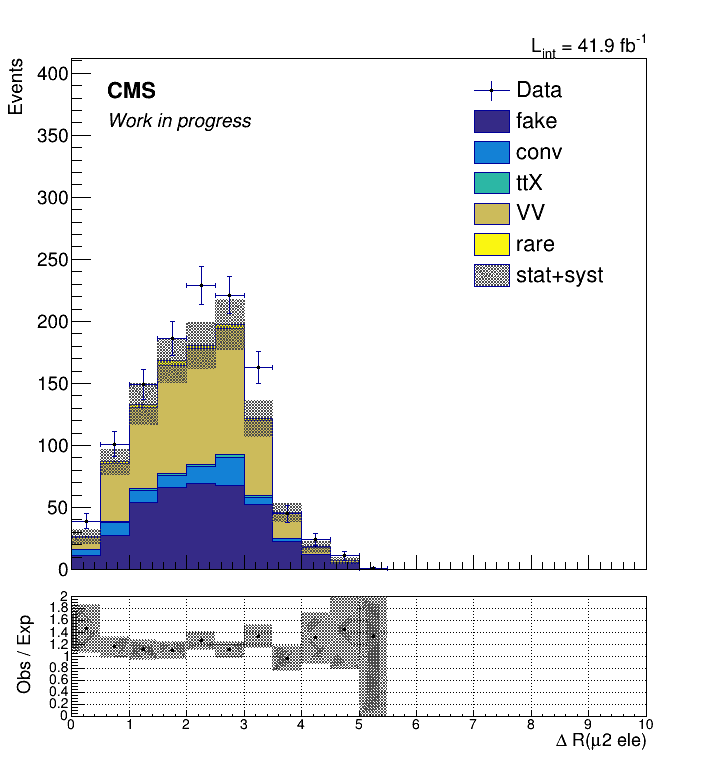 L_int = 41.9 fb^-1
Events
400
350
300
250
200
150
100
50
0
CMS
Work in progress
Data
fake
conv
ttX
VV
rare
stat+syst
Obs / Exp
2
1.8
1.6
1.4
1.2
1
0.8
0.6
0.4
0.2
0
0 1 2 3 4 5 6 7 8 9 10
Δ R(μ2 ele)